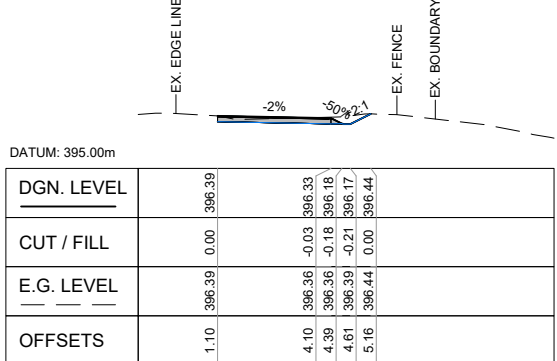 EX. EDGE LINE
EX. FENCE
EX. BOUNDARY
-2%
-50%
2:1
DATUM: 395.00m
DGN. LEVEL 396.39 396.33 396.18 396.17 396.44
CUT / FILL 0.00 -0.03 -0.18 -0.21 0.00
E.G. LEVEL 396.39 396.36 396.36 396.39 396.44
OFFSETS 1.10 4.10 4.39 4.61 5.16